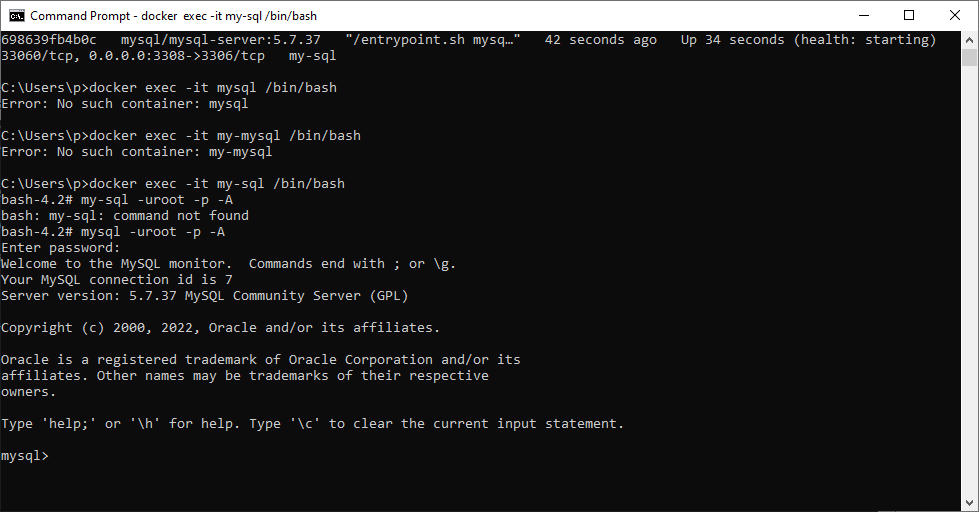 Command Prompt - docker  exec -it my-sql /bin/bash
698639fb4b0c   mysql/mysql-server:5.7.37   "/entrypoint.sh mysq…"   42 seconds ago   Up 34 seconds (health: starting)
33060/tcp, 0.0.0.0:3308->3306/tcp   my-sql
C:\Users\p>docker exec -it mysql /bin/bash
Error: No such container: mysql
C:\Users\p>docker exec -it my-mysql /bin/bash
Error: No such container: my-mysql
C:\Users\p>docker exec -it my-sql /bin/bash
bash-4.2# my-sql -uroot -p -A
bash: my-sql: command not found
bash-4.2# mysql -uroot -p -A
Enter password:
Welcome to the MySQL monitor.  Commands end with ; or \g.
Your MySQL connection id is 7
Server version: 5.7.37 MySQL Community Server (GPL)
Copyright (c) 2000, 2022, Oracle and/or its affiliates.
Oracle is a registered trademark of Oracle Corporation and/or its
affiliates. Other names may be trademarks of their respective
owners.
Type 'help;' or '\h' for help. Type '\c' to clear the current input statement.
mysql>